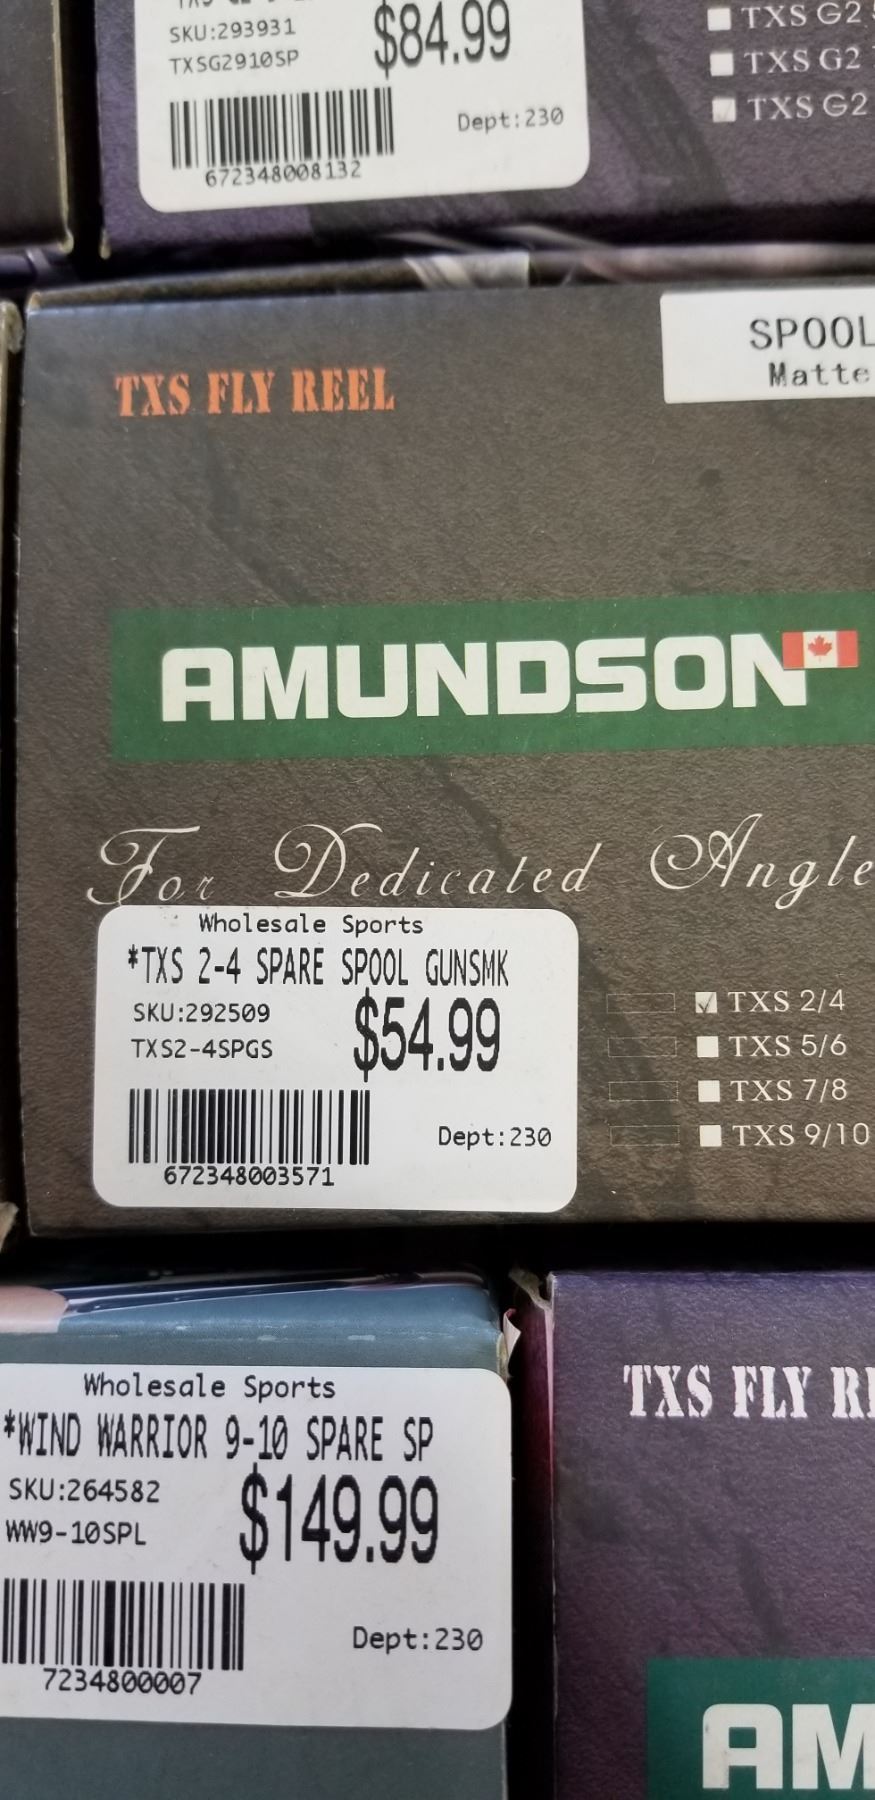 SKU:293931
$84.99
TXSG2910SP
Dept:230
672348008132
TXS G2
TXS G2
TXS G2
SPOOL
Matte
TXS FLY REEL
AMUNDSON
For Dedicated Angle
Wholesale Sports
*TXS 2-4 SPARE SPOOL GUNSMK
SKU:292509
$54.99
TXS2-4SPGS
Dept:230
672348003571
TXS 2/4
TXS 5/6
TXS 7/8
TXS 9/10
Wholesale Sports
*WIND WARRIOR 9-10 SPARE SP
SKU:264582
$149.99
WW9-10SPL
Dept:230
7234800007
TXS FLY RE
AM